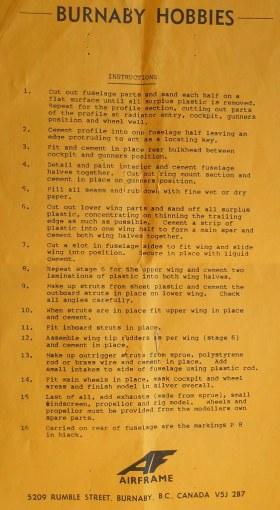 BURNABY HOBBIES
INSTRUCTIONS
1. Cut out fuselage parts and sand each half on a
flat surface until all surplus plastic is removed.
Repeat for the profile section, cutting out parts
of the profile at radiator entry, cockpit, gunners
position and wheel wall.
2. Cement profile into one fuselage half leaving an
edge protruding to act as a locating key.
3. Fit and cement in place rear bulkhead between
cockpit and gunners position.
4. Detail and paint interior and cement fuselage
halves together. Cut out ring mount section and
cement in place on gunners position.
5. Fill all seams and rub down with fine wet or dry
paper.
6. Cut out lower wing parts and sand off all surplus
plastic, concentrating on thinning the trailing
edge as much as possible. Cement a strip of
plastic into one wing half to form a main spar and
cement both wing halves together.
7. Cut a slot in fuselage sides to fit wing and slide
wing into position. Secure in place with liquid
cement.
8. Repeat stage 6 for the upper wing and cement two
laminations of plastic into both wing halves.
9. Make up struts from sheet plastic and cement the
outboard struts in place on lower wing. Check
all angles carefully.
10. When struts are in place fit upper wing in place
and cement.
11. Fit inboard struts in place.
12. Assemble wing tip rudders as per wing (stage 6)
and cement in place.
13. Make up outrigger struts from sprue, polystyrene
rod or brass wire and cement in place. Add
small intakes to side of fuselage using plastic rod.
14. Fit main wheels in place, mask cockpit and wheel
areas and finish model in silver overall.
15 Last of all, add exhausts (made from sprue), small
windscreen, propellor and rig model. Wheels and
propellor must be provided from the modellers own
spare parts.
16 Carried on rear of fuselage are the markings P 8
in black.
AF
AIRFRAME
5209 RUMBLE STREET, BURNABY, B.C., CANADA V5J 2B7